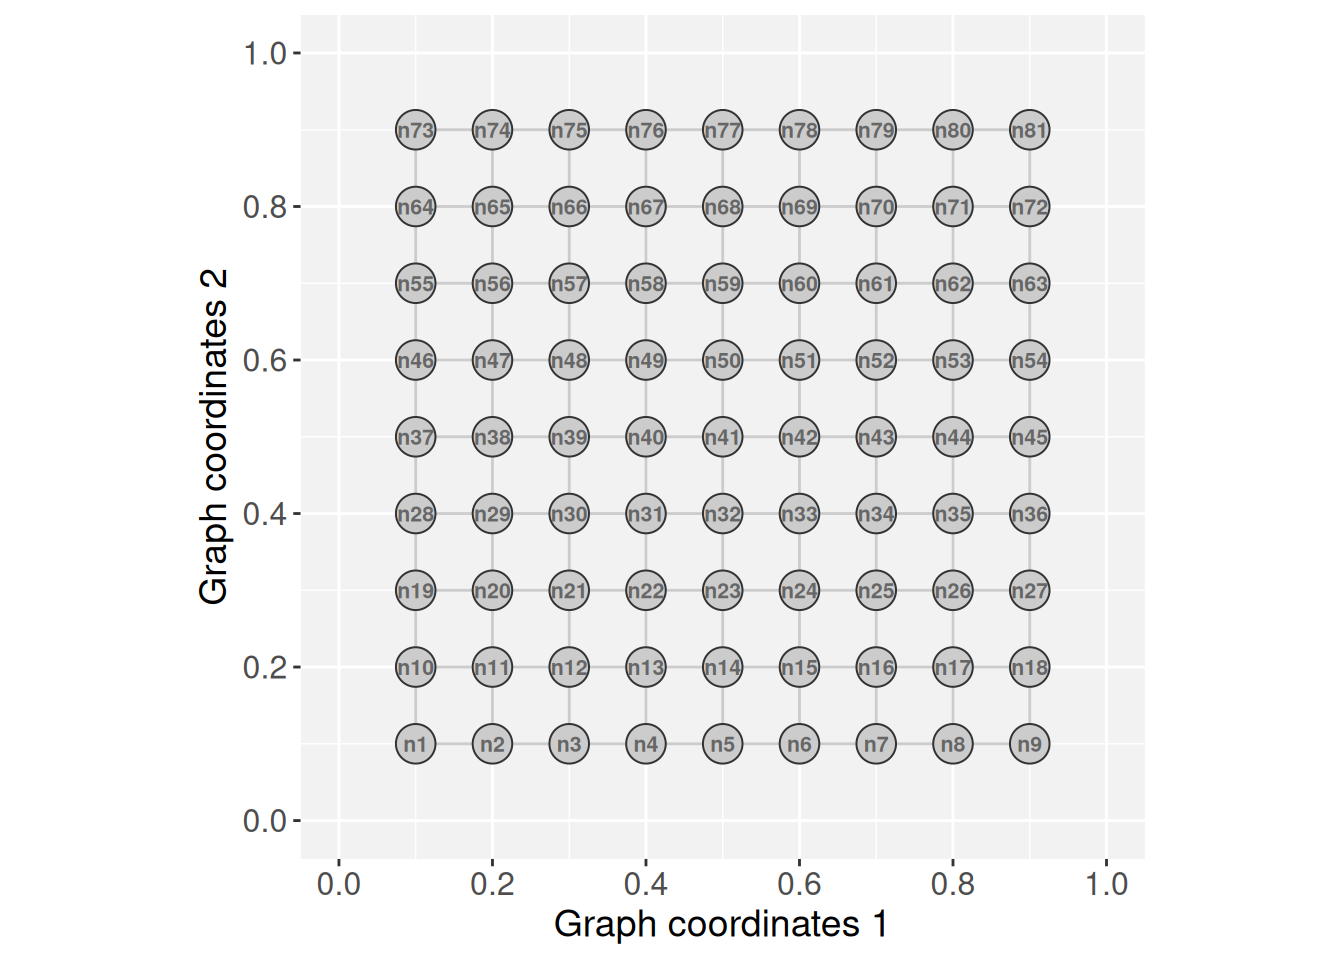 1.0
n73 n74 n75 n76 n77 n78 n79 n80 n81
0.8 n64 n65 n66 n67 n68 n69 n70 n71 n72
n55 n56 n57 n58 n59 n60 n61 n62 n63
0.6 n46 n47 n48 n49 n50 n51 n52 n53 n54
n37 n38 n39 n40 n41 n42 n43 n44 n45
0.4 n28 n29 n30 n31 n32 n33 n34 n35 n36
n19 n20 n21 n22 n23 n24 n25 n26 n27
0.2 n10 n11 n12 n13 n14 n15 n16 n17 n18
n1 n2 n3 n4 n5 n6 n7 n8 n9
0.0
0.0 0.2 0.4 0.6 0.8 1.0
Graph coordinates 1
Graph coordinates 2